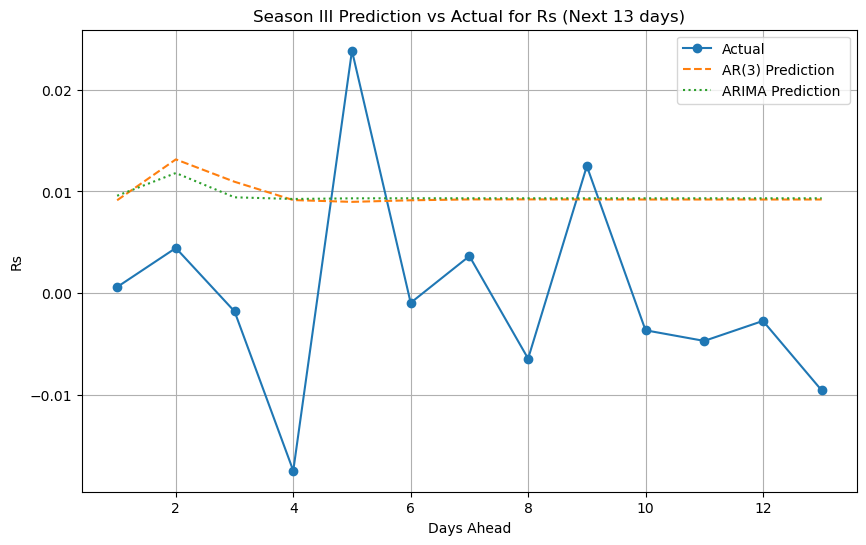 Season III Prediction vs Actual for Rs (Next 13 days)
Actual
AR(3) Prediction
ARIMA Prediction
0.02
0.01
0.00
−0.01
Rs
2 4 6 8 10 12
Days Ahead